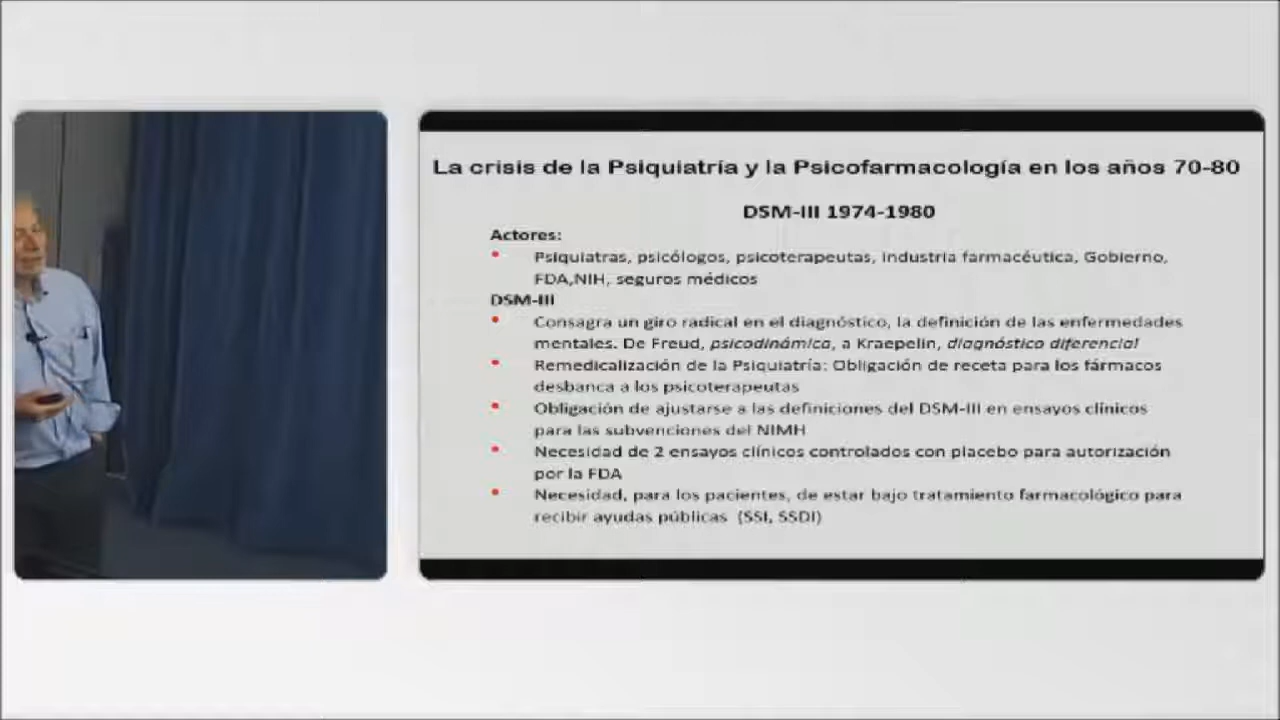 La crisis de la Psiquiatría y la Psicofarmacología en los años 70-80
DSM-III 1974-1980
Actores:
• Psiquiatras, psicólogos, psicoterapeutas, industria farmacéutica, Gobierno,
FDA,NIH, seguros médicos
DSM-III
• Consagra un giro radical en el diagnóstico, la definición de las enfermedades
mentales. De Freud, psicodinámica, a Kraepelin, diagnóstico diferencial
• Remedicalización de la Psiquiatría: Obligación de receta para los fármacos
desbanca a los psicoterapeutas
• Obligación de ajustarse a las definiciones del DSM-III en ensayos clínicos
para las subvenciones del NIMH
• Necesidad de 2 ensayos clínicos controlados con placebo para autorización
por la FDA
• Necesidad, para los pacientes, de estar bajo tratamiento farmacológico para
recibir ayudas públicas (SSI, SSDI)